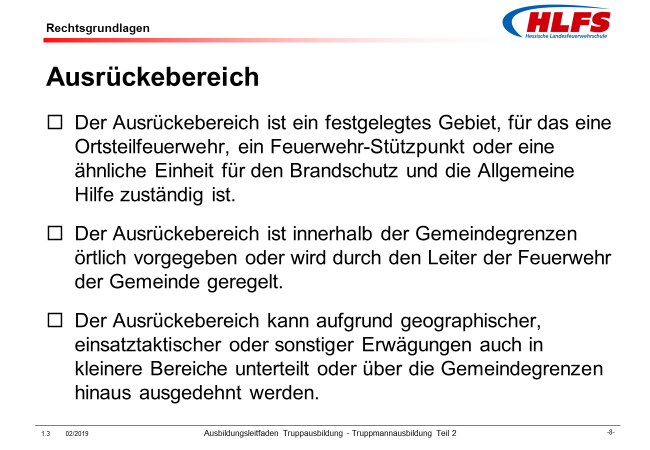 Rechtsgrundlagen
HLFS
Hessische Landesfeuerwehrschule
Ausrückebereich
Der Ausrückebereich ist ein festgelegtes Gebiet, für das eine
Ortsteilfeuerwehr, ein Feuerwehr-Stützpunkt oder eine
ähnliche Einheit für den Brandschutz und die Allgemeine
Hilfe zuständig ist.
Der Ausrückebereich ist innerhalb der Gemeindegrenzen
örtlich vorgegeben oder wird durch den Leiter der Feuerwehr
der Gemeinde geregelt.
Der Ausrückebereich kann aufgrund geographischer,
einsatztaktischer oder sonstiger Erwägungen auch in
kleinere Bereiche unterteilt oder über die Gemeindegrenzen
hinaus ausgedehnt werden.
1.3 02/2019 Ausbildungsleitfaden Truppausbildung - Truppmannausbildung Teil 2 -8-